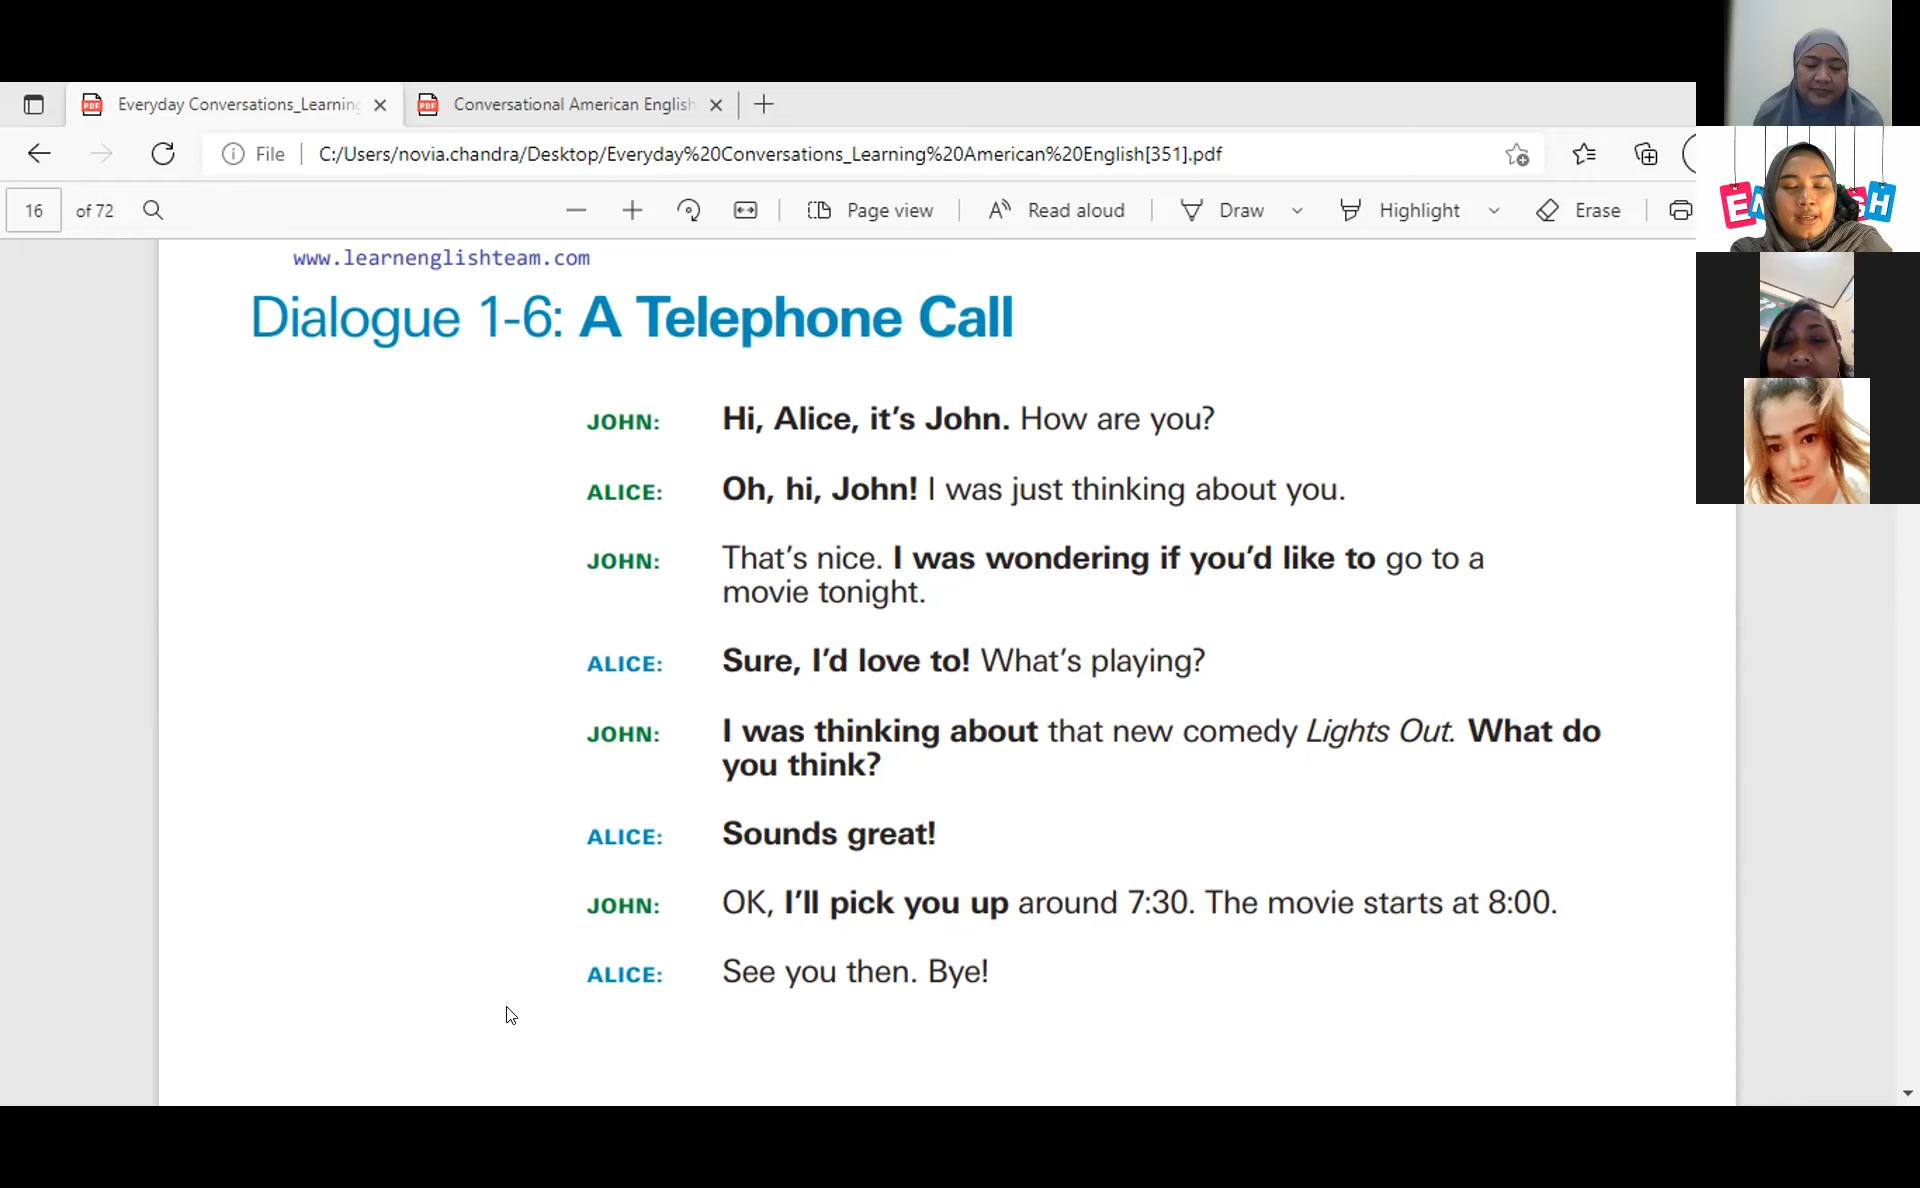 Everyday Conversations_Learning
Conversational American English
File
C:/Users/novia.chandra/Desktop/Everyday%20Conversations_Learning%20American%20English[351].pdf
16 of 72
Page view
Read aloud
Draw
Highlight
Erase
www.learnenglishteam.com
Dialogue 1-6: A Telephone Call
JOHN: Hi, Alice, it’s John. How are you?
ALICE: Oh, hi, John! I was just thinking about you.
JOHN: That’s nice. I was wondering if you’d like to go to a
movie tonight.
ALICE: Sure, I’d love to! What’s playing?
JOHN: I was thinking about that new comedy Lights Out. What do
you think?
ALICE: Sounds great!
JOHN: OK, I’ll pick you up around 7:30. The movie starts at 8:00.
ALICE: See you then. Bye!